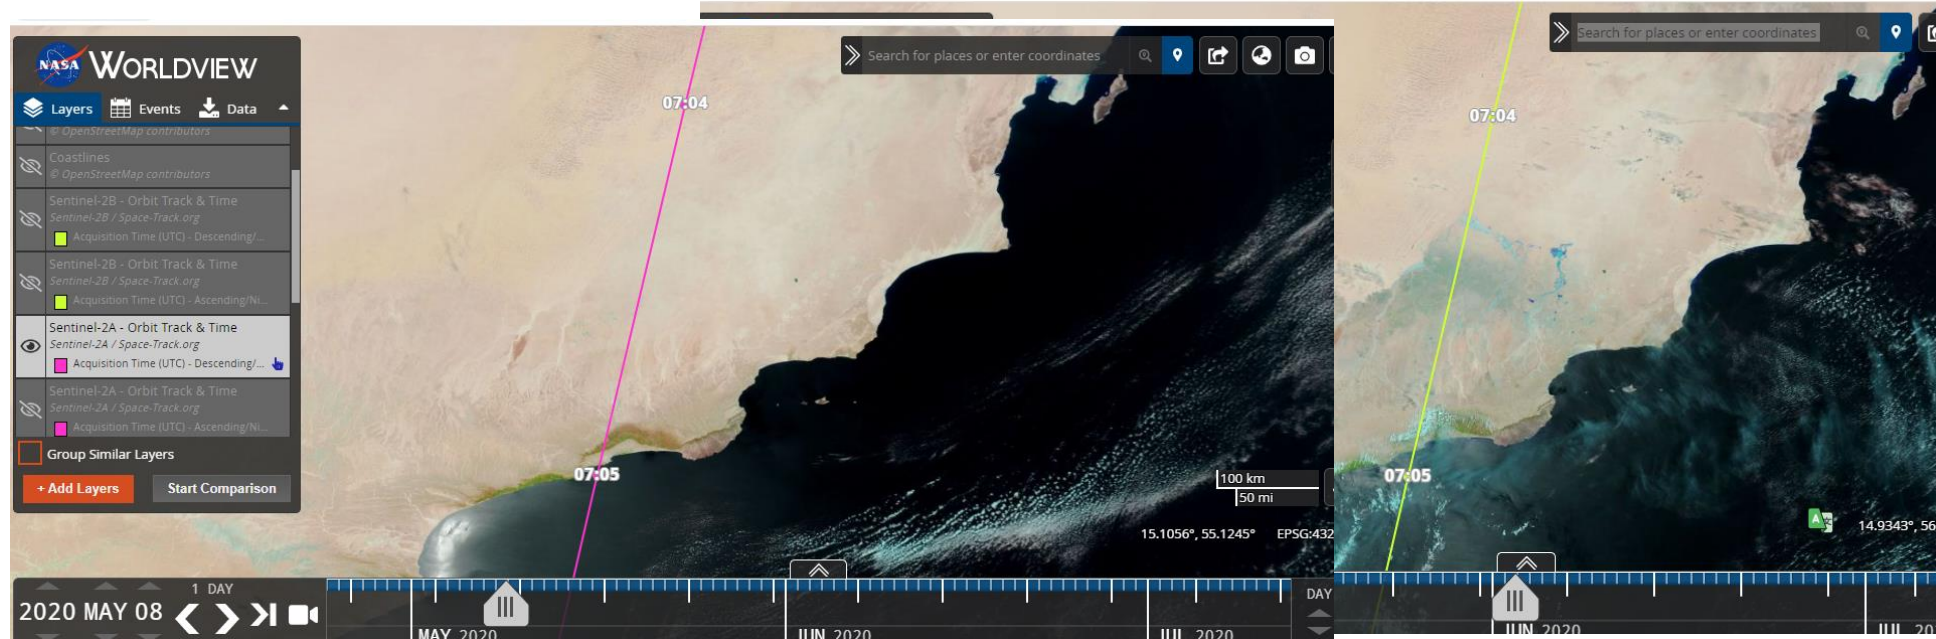 NASA WORLDVIEW
Layers Events Data
© OpenStreetMap contributors
Coastlines
© OpenStreetMap contributors
Sentinel-2B - Orbit Track & Time
Sentinel-2B / Space-Track.org
Acquisition Time (UTC) - Descending/...
Sentinel-2B - Orbit Track & Time
Sentinel-2B / Space-Track.org
Acquisition Time (UTC) - Ascending/Ni...
Sentinel-2A - Orbit Track & Time
Sentinel-2A / Space-Track.org
Acquisition Time (UTC) - Descending/...
Sentinel-2A - Orbit Track & Time
Sentinel-2A / Space-Track.org
Acquisition Time (UTC) - Ascending/Ni...
Group Similar Layers
+ Add Layers Start Comparison
1 DAY
2020 MAY 08
07:04
07:05
Search for places or enter coordinates
100 km
50 mi
15.1056°, 55.1245° EPSG:432
MAY 2020 JUN 2020 JUL 2020
DAY
Search for places or enter coordinates
07:04
07:05
A
14.9343°, 56
JUN 2020 JUL 20